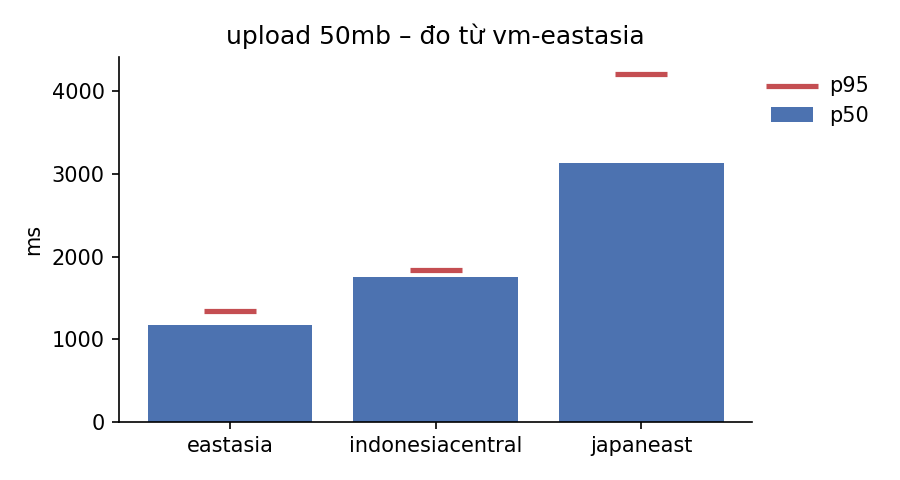 upload 50mb – đo từ vm-eastasia
p95
p50
ms
4000
3000
2000
1000
0
eastasia
indonesiacentral
japaneast